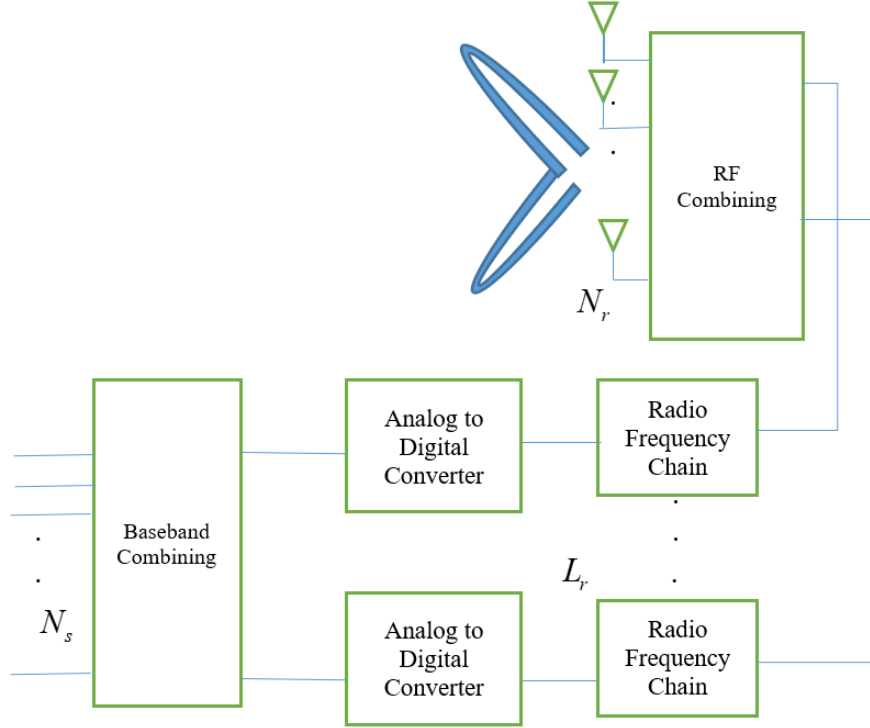 RF
Combining
N_r
Analog to
Digital
Converter
Radio
Frequency
Chain
Baseband
Combining
L_r
N_s
Analog to
Digital
Converter
Radio
Frequency
Chain